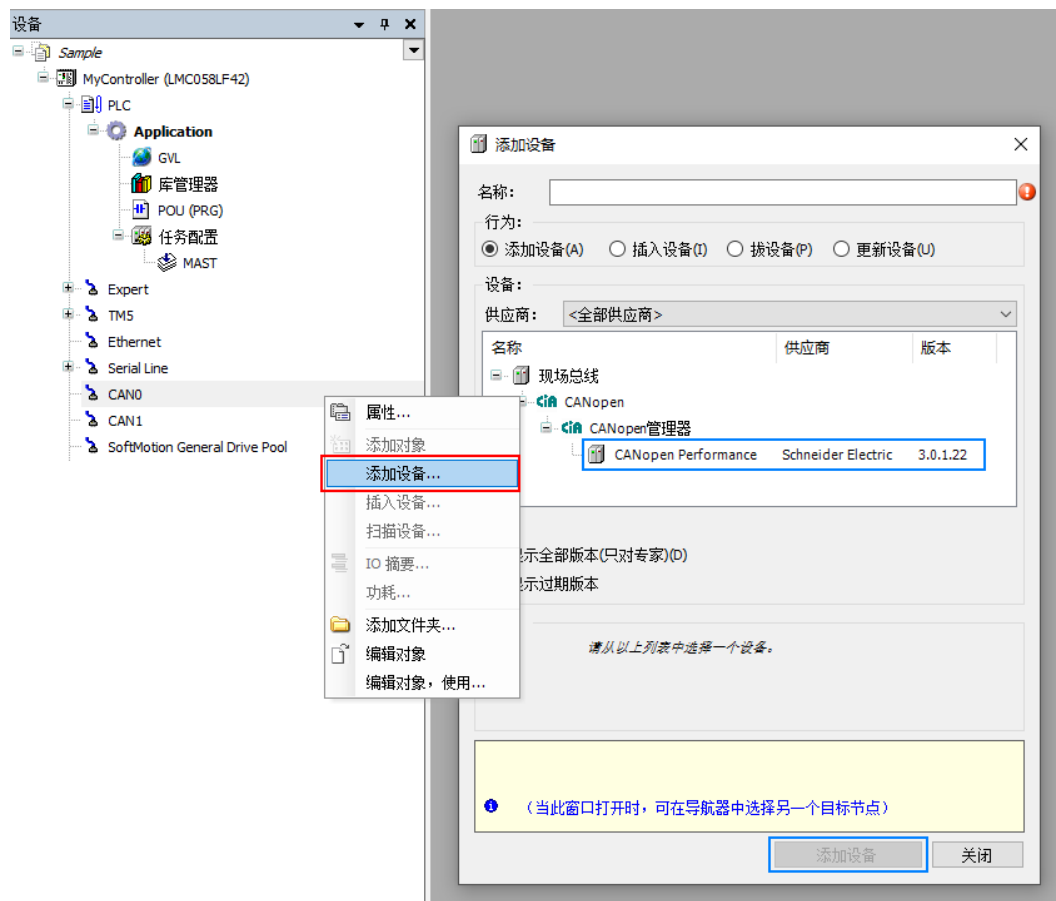 设备
Sample
MyController (LMC058LF42)
PLC
Application
GVL
库管理器
POU (PRG)
任务配置
MAST
Expert
TM5
Ethernet
Serial Line
CAN0
CAN1
SoftMotion General Drive Pool
属性...
添加对象
添加设备...
插入设备...
扫描设备...
IO 摘要...
功耗...
添加文件夹...
编辑对象
编辑对象，使用...
添加设备
名称：
行为：
添加设备(A) 插入设备(I) 拔设备(P) 更新设备(U)
设备：
供应商： <全部供应商>
名称 供应商 版本
现场总线
CiA CANopen
CiA CANopen管理器
CANopen Performance Schneider Electric 3.0.1.22
示全部版本(只对专家)(D)
示过期版本
请从以上列表中选择一个设备。
（当此窗口打开时，可在导航器中选择另一个目标节点）
添加设备 关闭